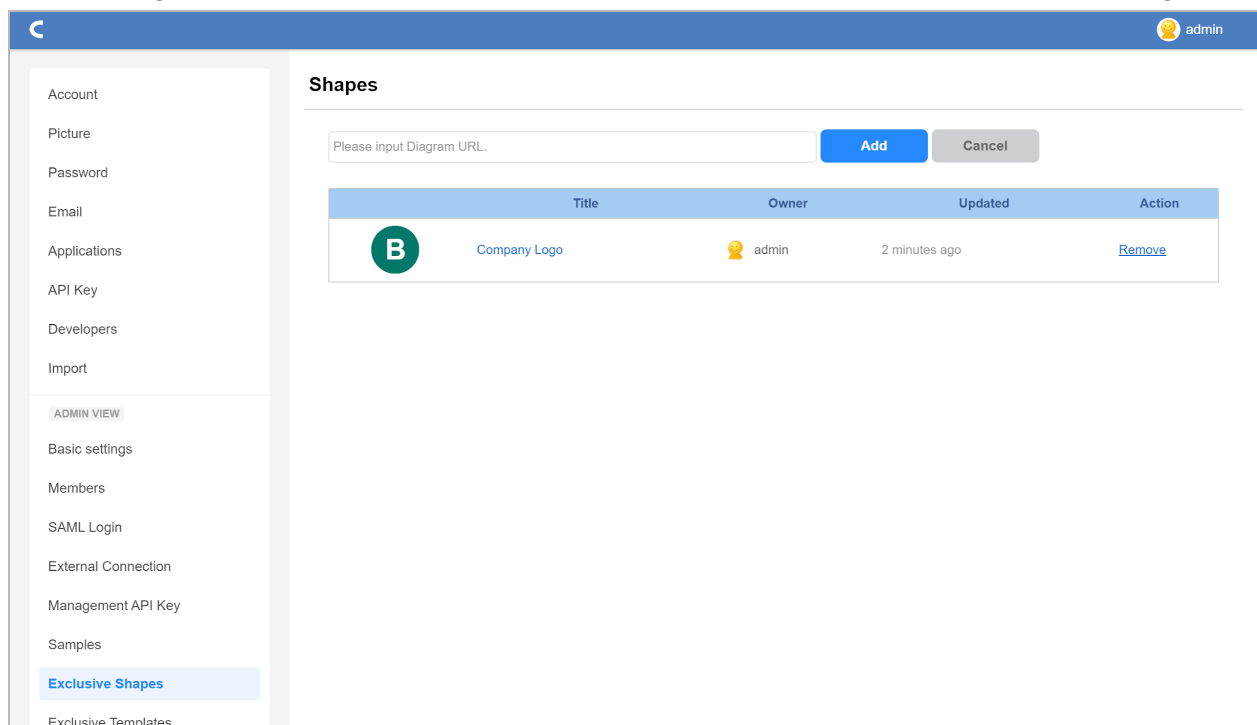 admin
Account
Picture
Password
Email
Applications
API Key
Developers
Import
ADMIN VIEW
Basic settings
Members
SAML Login
External Connection
Management API Key
Samples
Exclusive Shapes
Exclusive Templates
Shapes
Please input Diagram URL. Add Cancel
Title Owner Updated Action
B Company Logo admin 2 minutes ago Remove